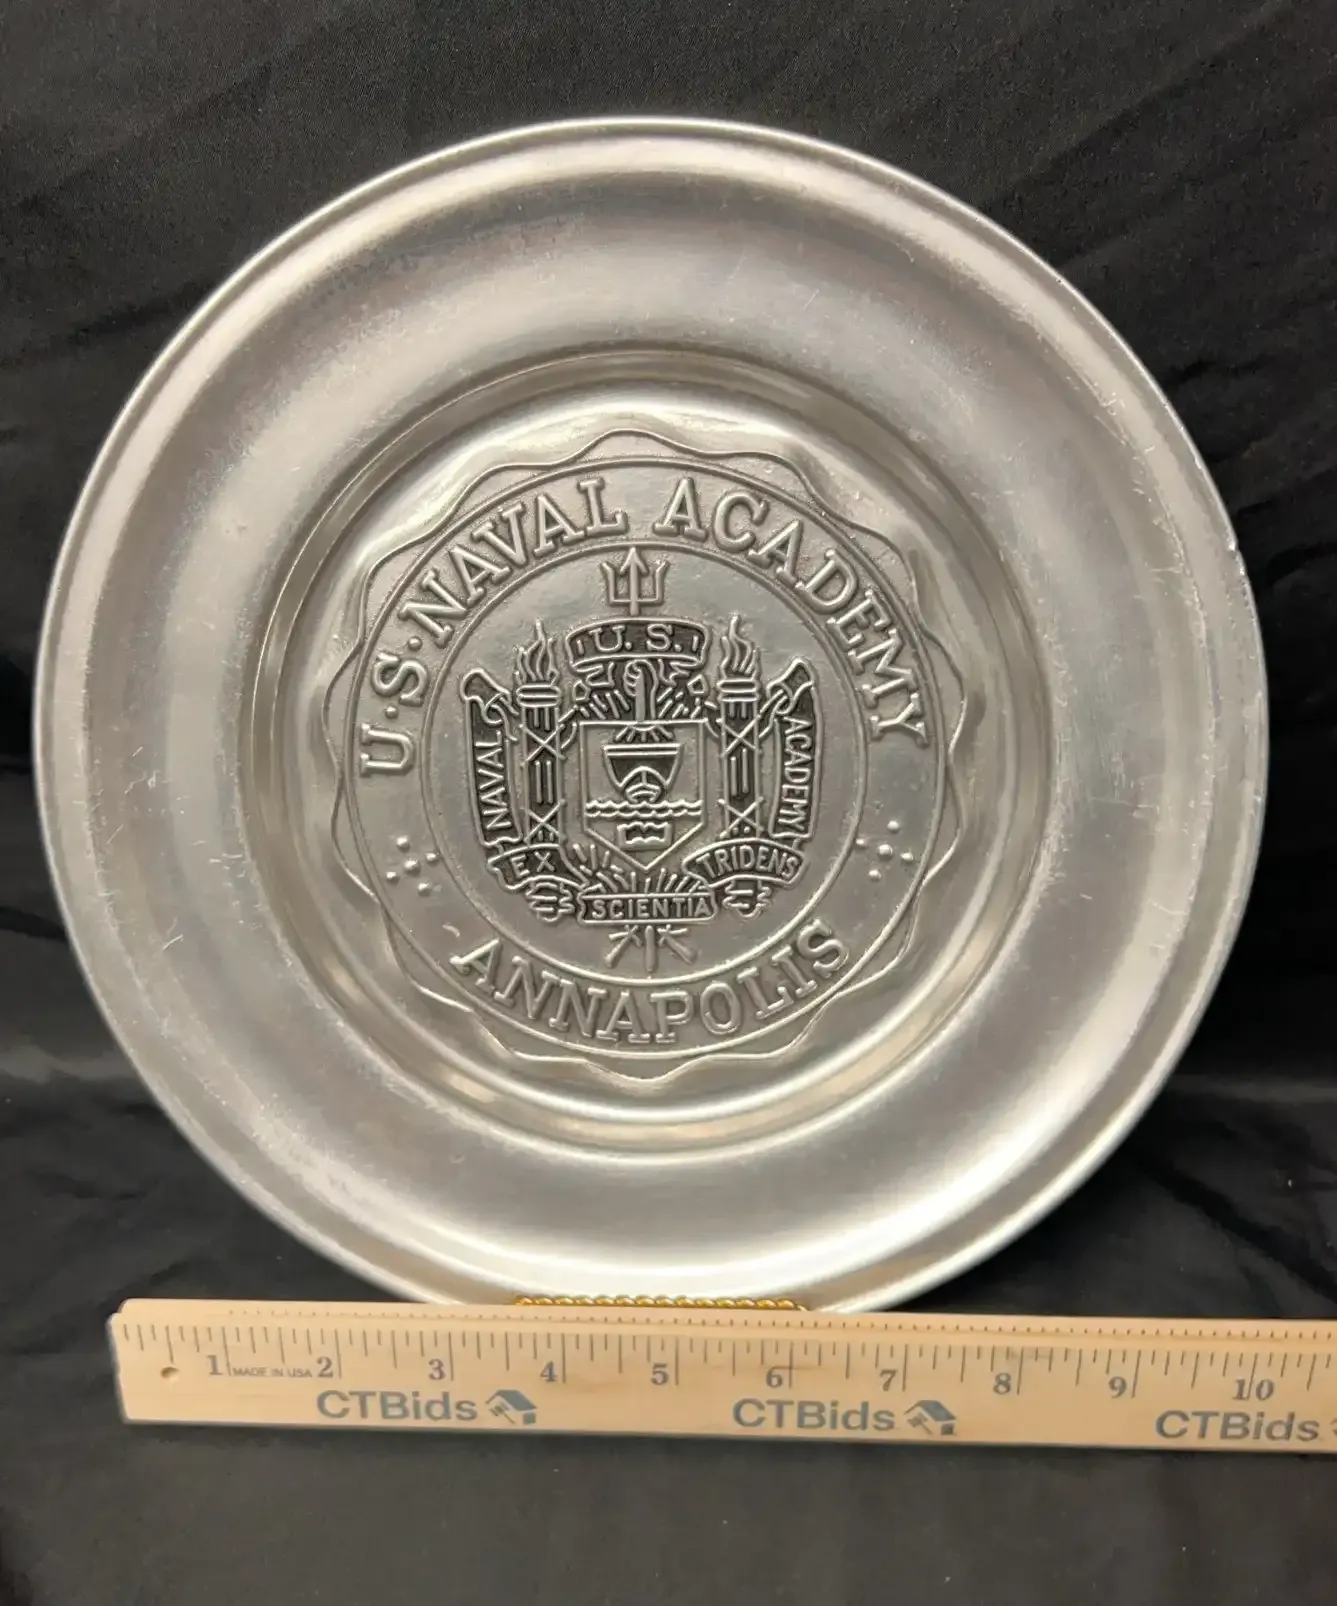 U.S. NAVAL ACADEMY
U. S.
NAVAL
ACADEMY
EX
SCIENTIA
TRIDENS
ANNAPOLIS
1 MADE IN USA 2 3 4 5 6 7 8 9 10
CTBids CTBids CTBids